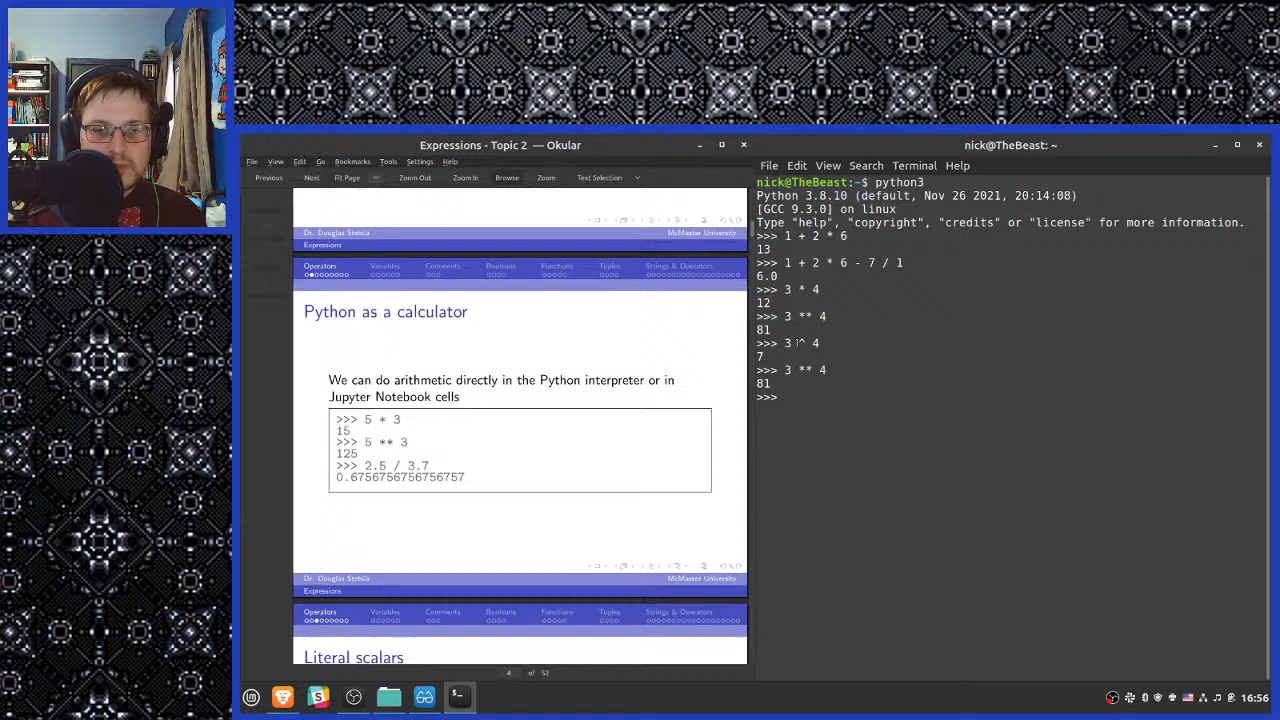 Expressions - Topic 2 — Okular
File View Edit Go Bookmarks Tools Settings Help
Previous Next Fit Page Zoom Out Zoom In Browse Zoom Text Selection
Dr. Douglas Stebila McMaster University
Expressions
Operators Variables Comments Booleans Functions Tuples Strings & Operators
Python as a calculator
We can do arithmetic directly in the Python interpreter or in
Jupyter Notebook cells
>>> 5 * 3
15
>>> 5 ** 3
125
>>> 2.5 / 3.7
0.6756756756756757
Dr. Douglas Stebila McMaster University
Expressions
Operators Variables Comments Booleans Functions Tuples Strings & Operators
Literal scalars
4 of 52
nick@TheBeast: ~
File Edit View Search Terminal Help
nick@TheBeast:~$ python3
Python 3.8.10 (default, Nov 26 2021, 20:14:08)
[GCC 9.3.0] on linux
Type "help", "copyright", "credits" or "license" for more information.
>>> 1 + 2 * 6
13
>>> 1 + 2 * 6 - 7 / 1
6.0
>>> 3 * 4
12
>>> 3 ** 4
81
>>> 3 ^ 4
7
>>> 3 ** 4
81
>>>
16:56